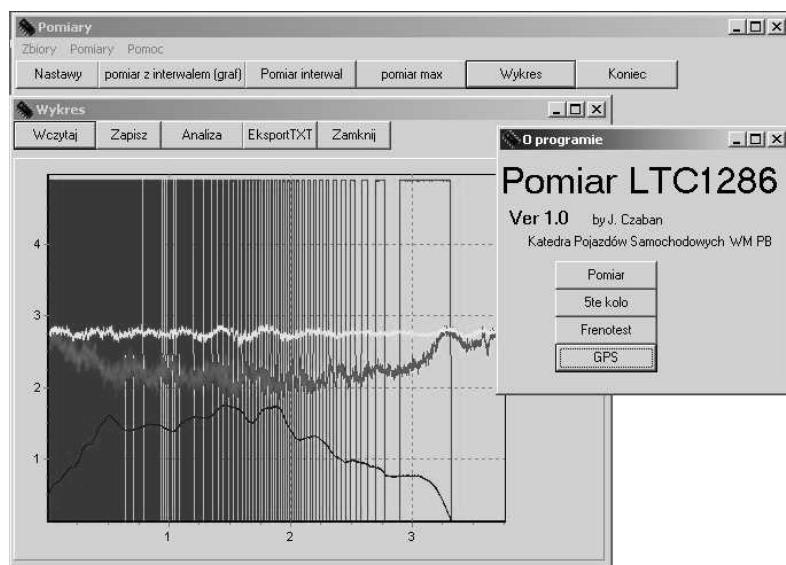 Pomiary
Zbiory Pomiary Pomoc
Nastawy pomiar z interwałem (graf) Pomiar interwał pomiar max Wykres Koniec
Wykres
Wczytaj Zapisz Analiza EksportTXT Zamknij
4
3
2
1
1 2 3
O programie
Pomiar LTC1286
Ver 1.0 by J. Czaban
Katedra Pojazdów Samochodowych WM PB
Pomiar
5te kolo
Frenotest
GPS